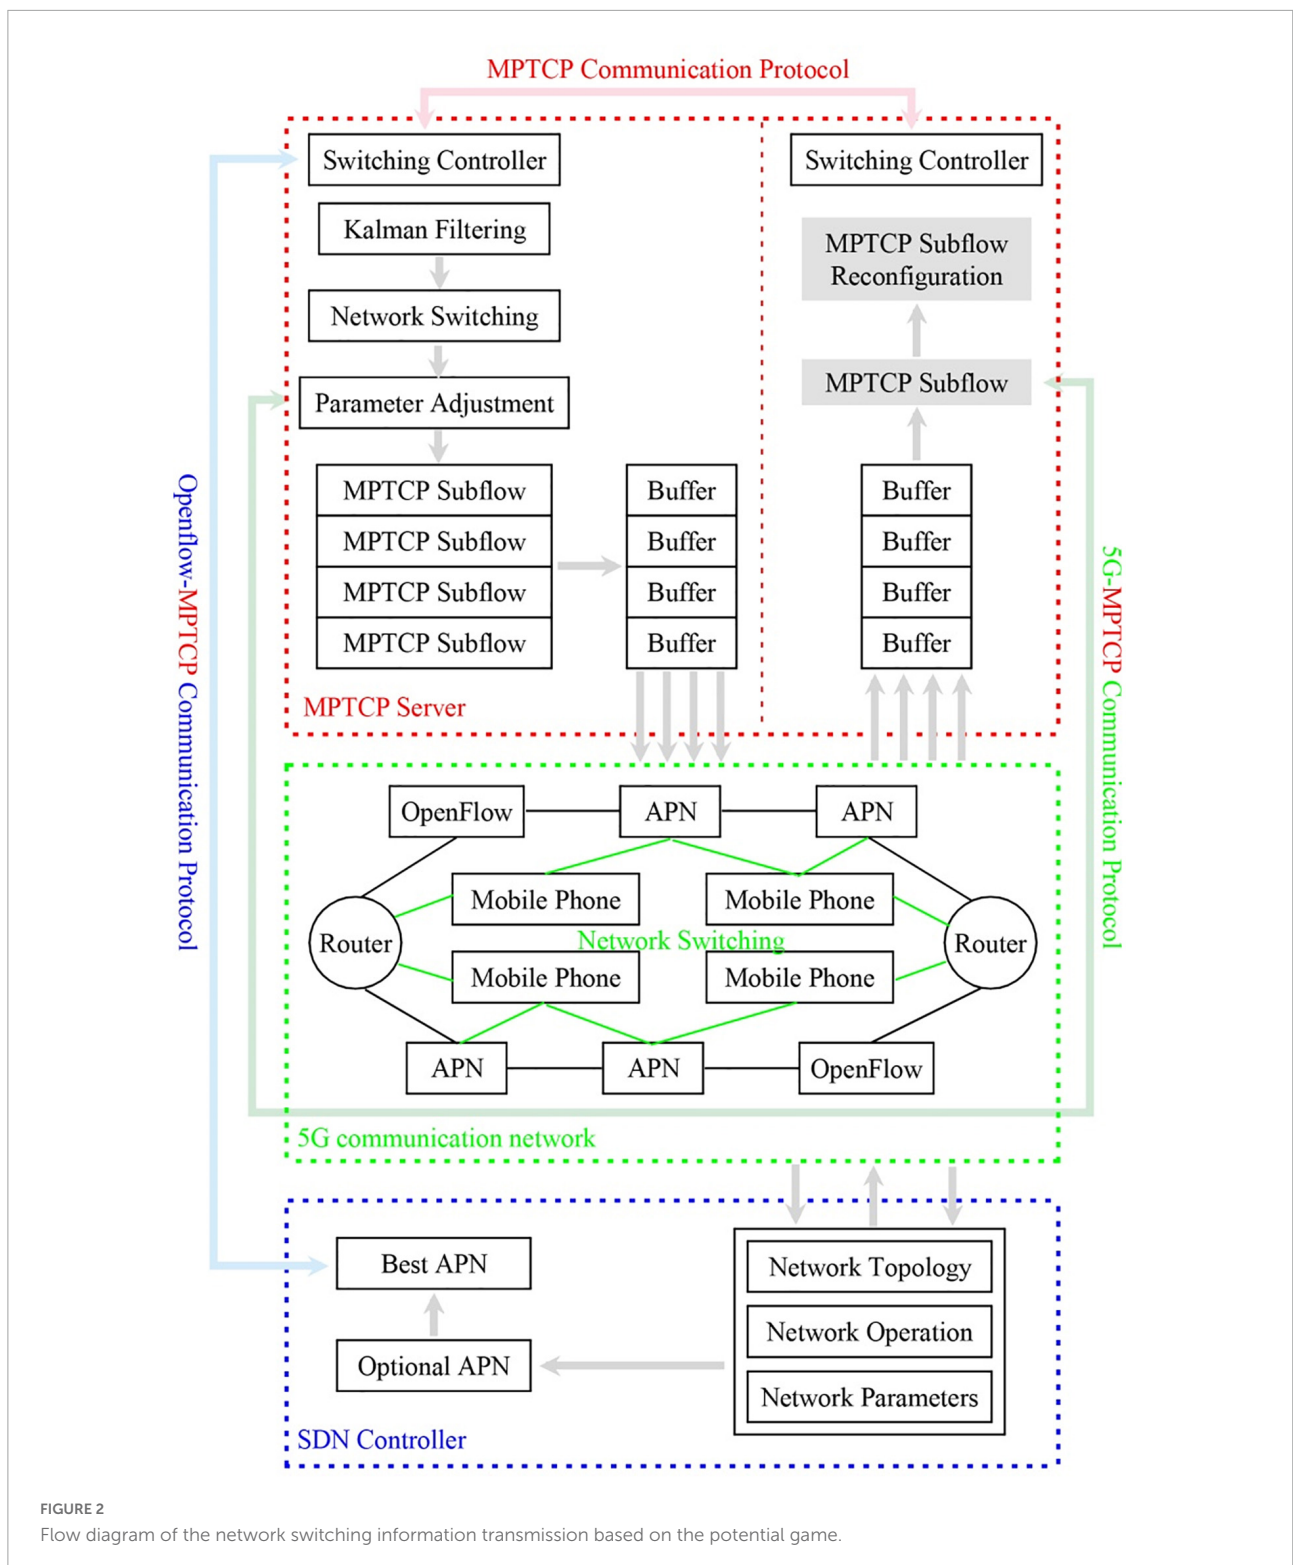 MPTCP Communication Protocol
Switching Controller
Kalman Filtering
Network Switching
Parameter Adjustment
MPTCP Subflow
MPTCP Subflow
MPTCP Subflow
MPTCP Subflow
Buffer
Buffer
Buffer
Buffer
MPTCP Server
Switching Controller
MPTCP Subflow
Reconfiguration
MPTCP Subflow
Buffer
Buffer
Buffer
Buffer
Openflow-MPTCP Communication Protocol
5G-MPTCP Communication Protocol
OpenFlow
APN
APN
Mobile Phone
Mobile Phone
Router
Network Switching
Router
Mobile Phone
Mobile Phone
APN
APN
OpenFlow
5G communication network
Best APN
Optional APN
Network Topology
Network Operation
Network Parameters
SDN Controller
FIGURE 2
Flow diagram of the network switching information transmission based on the potential game.